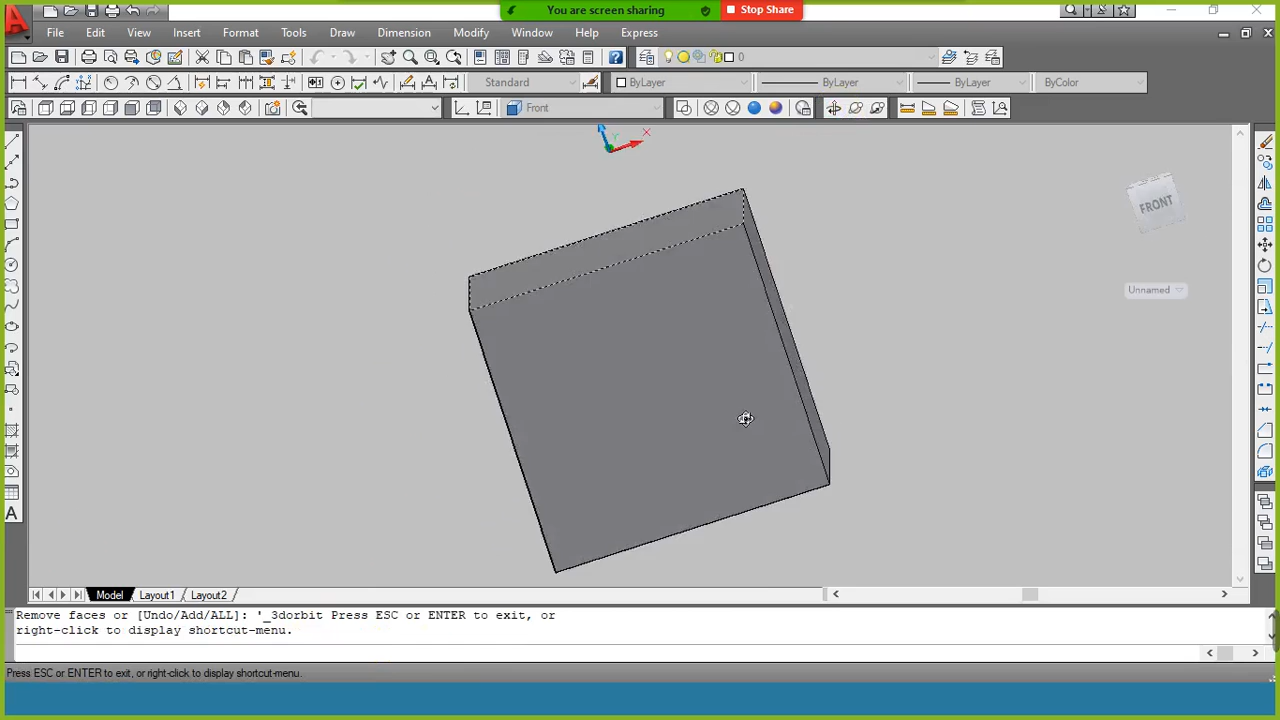 You are screen sharing
Stop Share
File Edit View Insert Format Tools Draw Dimension Modify Window Help Express
0
Standard ByLayer ByLayer ByLayer ByColor
Front
X
Y
FRONT
Unnamed
A
Model Layout1 Layout2
Remove faces or [Undo/Add/ALL]: '_3dorbit Press ESC or ENTER to exit, or
right-click to display shortcut-menu.
Press ESC or ENTER to exit, or right-click to display shortcut-menu.